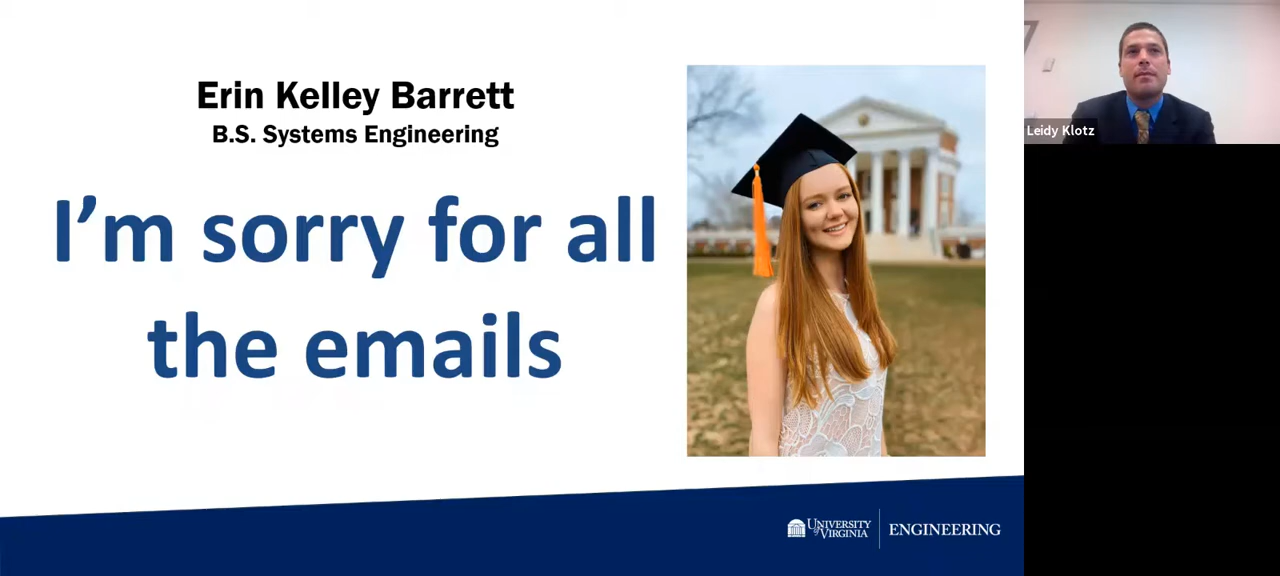 Erin Kelley Barrett
B.S. Systems Engineering
I'm sorry for all
the emails
UNIVERSITY
of VIRGINIA
ENGINEERING
Leidy Klotz